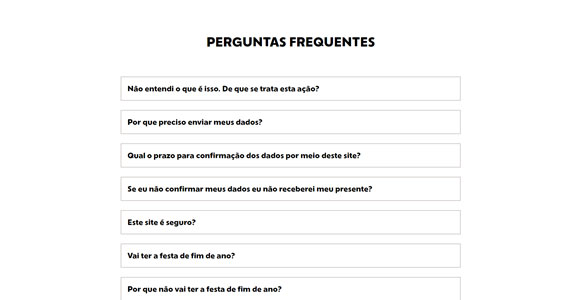 PERGUNTAS FREQUENTES
Não entendi o que é isso. De que se trata esta ação?
Por que preciso enviar meus dados?
Qual o prazo para confirmação dos dados por meio deste site?
Se eu não confirmar meus dados eu não receberei meu presente?
Este site é seguro?
Vai ter a festa de fim de ano?
Por que não vai ter a festa de fim de ano?